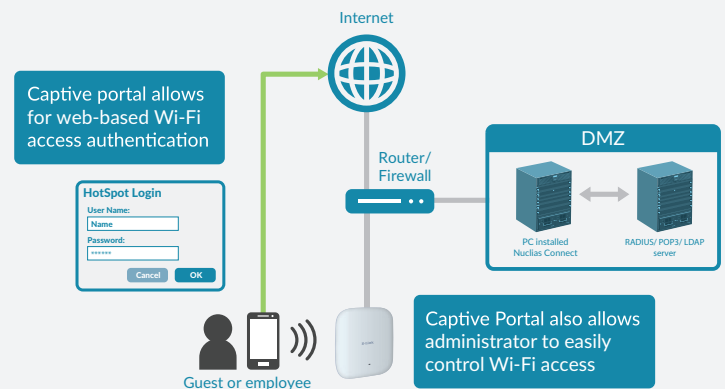 Internet
Captive portal allows
for web-based Wi-Fi
access authentication
Router/
Firewall
DMZ
PC installed
Nuclias Connect
RADIUS/ POP3/ LDAP
server
HotSpot Login
User Name:
Name
Password:
******
Cancel
OK
Captive Portal also allows
administrator to easily
control Wi-Fi access
Guest or employee